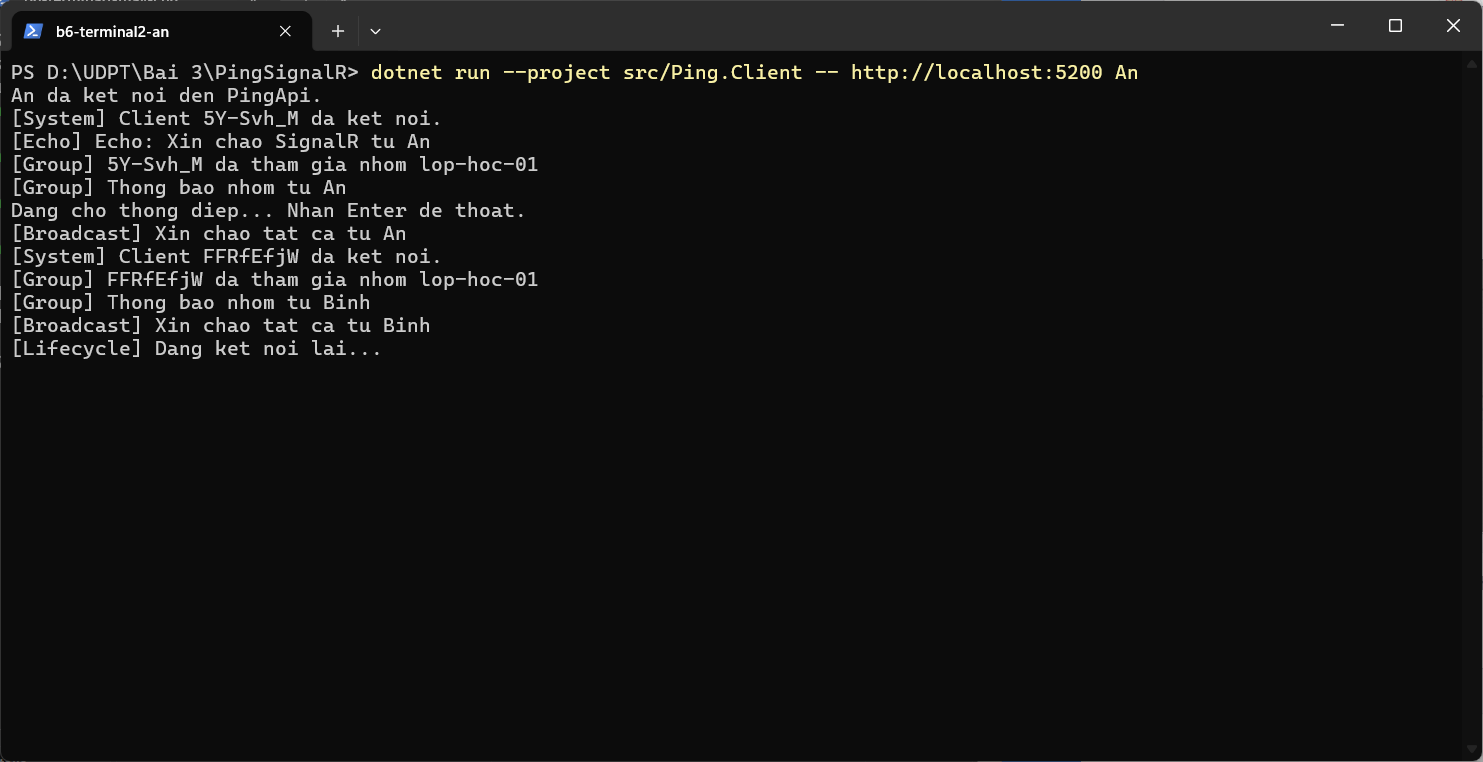 b6-terminal2-an
PS D:\UDPT\Bai 3\PingSignalR> dotnet run --project src/Ping.Client -- http://localhost:5200 An
An da ket noi den PingApi.
[System] Client 5Y-Svh_M da ket noi.
[Echo] Echo: Xin chao SignalR tu An
[Group] 5Y-Svh_M da tham gia nhom lop-hoc-01
[Group] Thong bao nhom tu An
Dang cho thong diep... Nhan Enter de thoat.
[Broadcast] Xin chao tat ca tu An
[System] Client FFRfEfjW da ket noi.
[Group] FFRfEfjW da tham gia nhom lop-hoc-01
[Group] Thong bao nhom tu Binh
[Broadcast] Xin chao tat ca tu Binh
[Lifecycle] Dang ket noi lai...